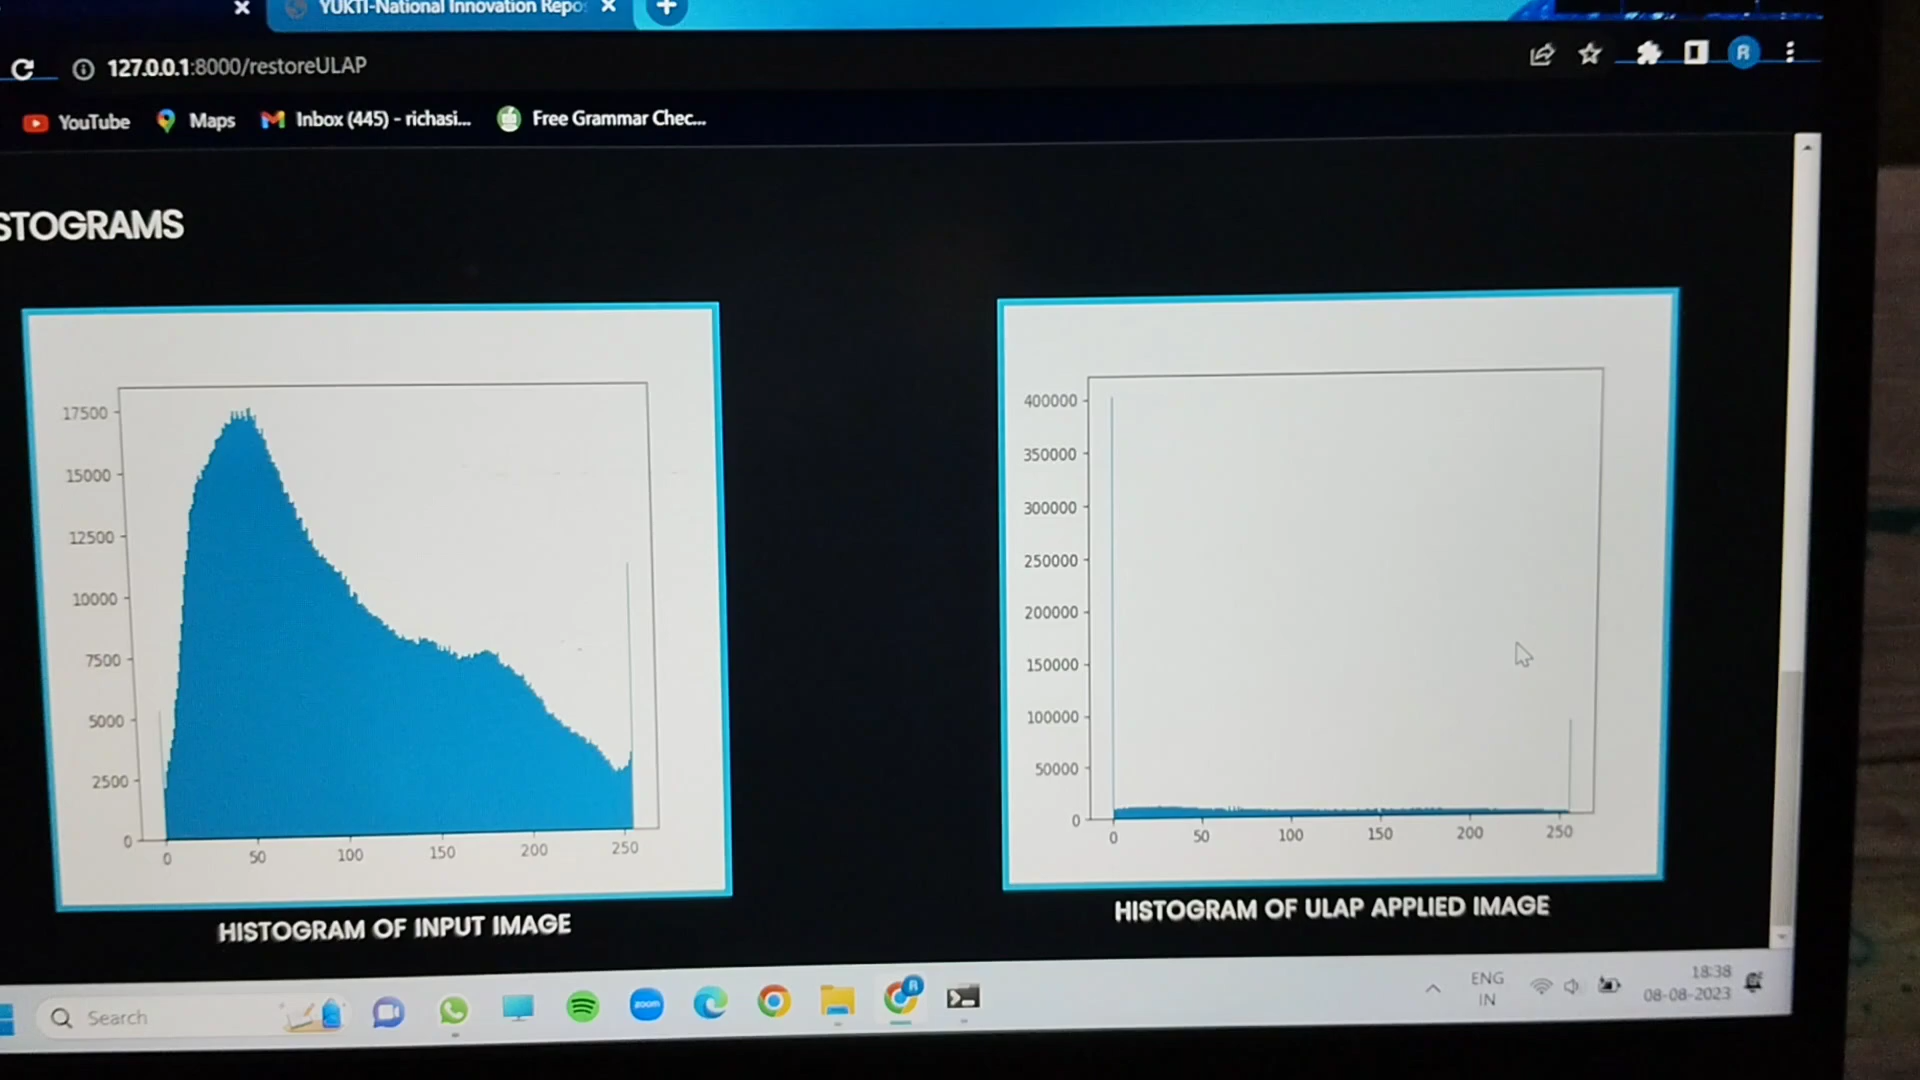 YUKTI-National Innovation Repo
127.0.0.1:8000/restoreULAP
R
YouTube
Maps
Inbox (445) - richasi...
Free Grammar Chec...
STOGRAMS
17500
15000
12500
10000
7500
5000
2500
0
0 50 100 150 200 250
HISTOGRAM OF INPUT IMAGE
400000
350000
300000
250000
200000
150000
100000
50000
0
0 50 100 150 200 250
HISTOGRAM OF ULAP APPLIED IMAGE
Search
zoom
R
ENG
IN
18:38
08-08-2023